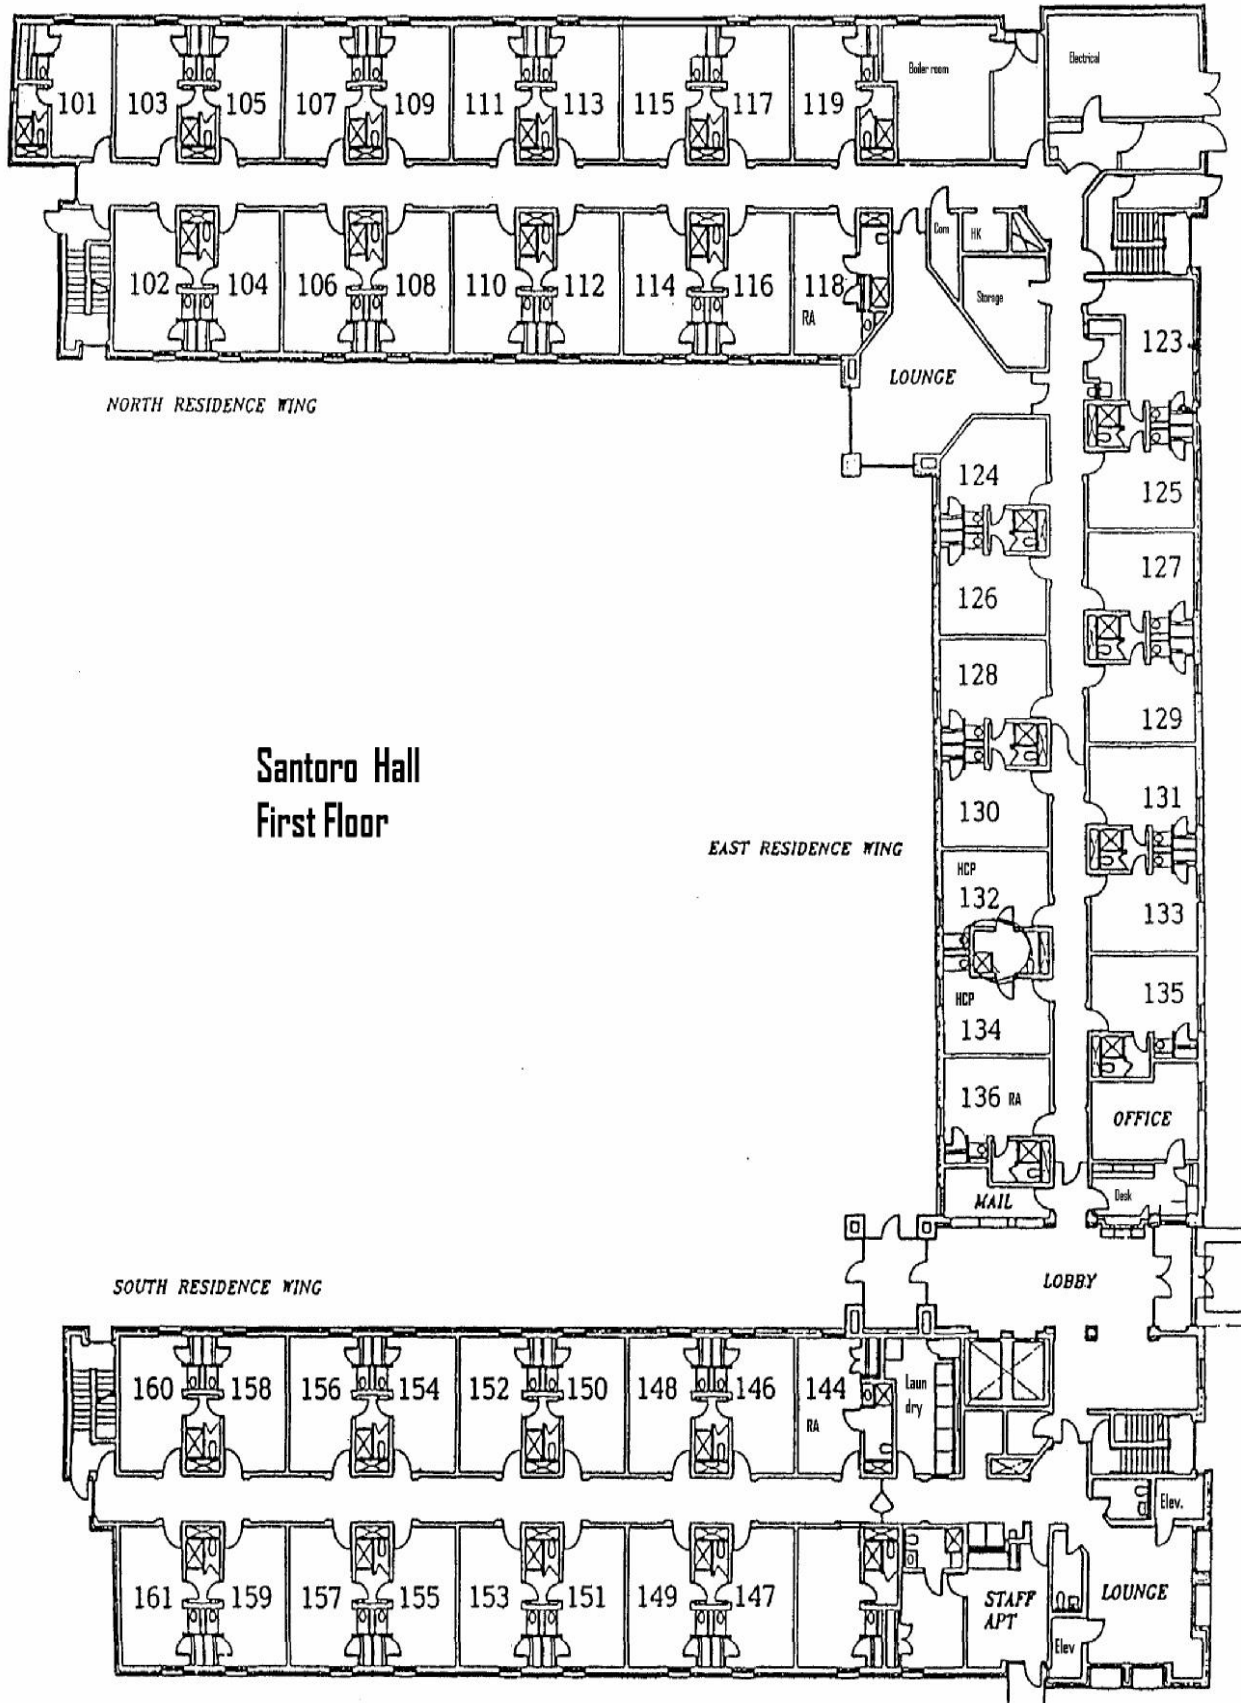 101 103 105 107 109 111 113 115 117 119 Boiler room Electrical
Com HK
102 104 106 108 110 112 114 116 118 Storage
RA
123
LOUNGE
NORTH RESIDENCE WING
124
125
127
126
128
129
Santoro Hall
First Floor
131
130
EAST RESIDENCE WING
HCP
132
133
135
HCP
134
136 RA
OFFICE
MAIL Desk
LOBBY
SOUTH RESIDENCE WING
160 158 156 154 152 150 148 146 144 Laun
dry
RA
Elev.
161 159 157 155 153 151 149 147 STAFF
APT
LOUNGE
Elev